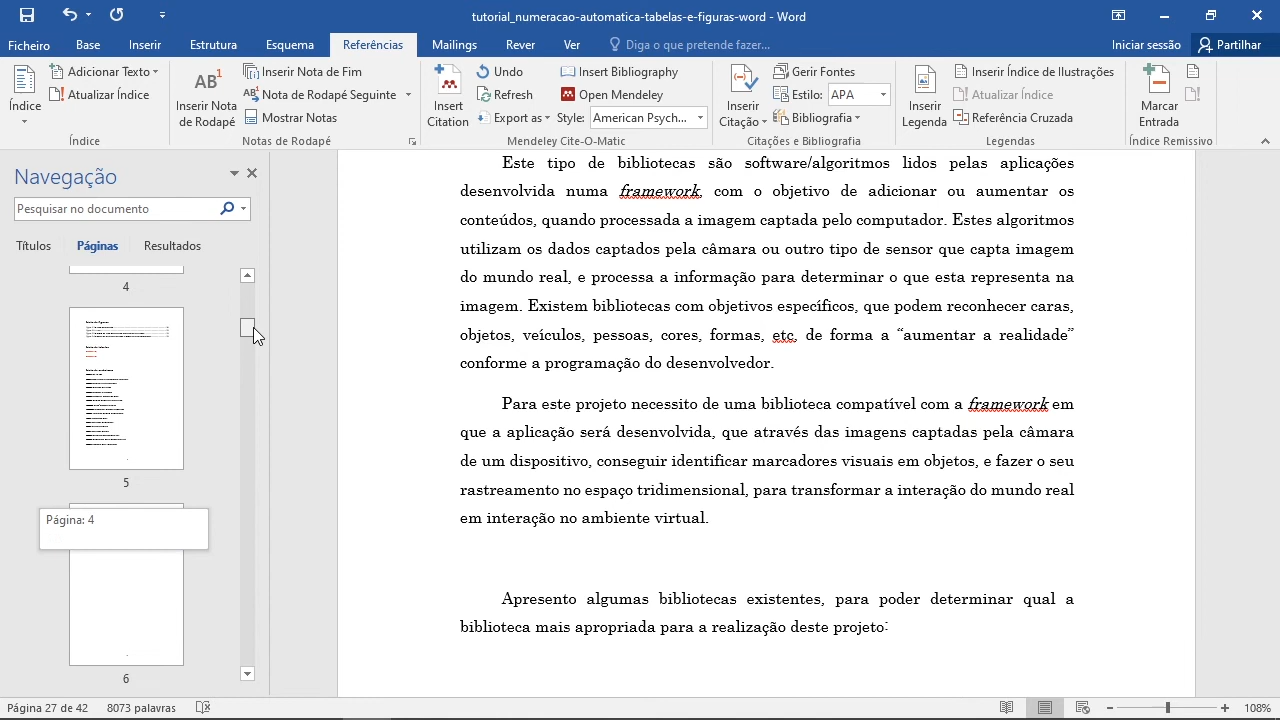 tutorial_numeracao-automatica-tabelas-e-figuras-word - Word
Ficheiro Base Inserir Estrutura Esquema Referências Mailings Rever Ver Diga o que pretende fazer... Iniciar sessão Partilhar
Índice
Adicionar Texto
Atualizar Índice
Índice
AB¹
Inserir Nota de Rodapé
Inserir Nota de Fim
Nota de Rodapé Seguinte
Mostrar Notas
Notas de Rodapé
Insert Citation
Undo
Refresh
Export as
Insert Bibliography
Open Mendeley
Style: American Psych...
Mendeley Cite-O-Matic
Inserir Citação
Gerir Fontes
Estilo: APA
Bibliografia
Citações e Bibliografia
Inserir Legenda
Inserir Índice de Ilustrações
Atualizar Índice
Referência Cruzada
Legendas
Marcar Entrada
Índice Remissivo
Navegação
Pesquisar no documento
Títulos Páginas Resultados
4
5
Página: 4
6
Este tipo de bibliotecas são software/algoritmos lidos pelas aplicações
desenvolvida numa framework, com o objetivo de adicionar ou aumentar os
conteúdos, quando processada a imagem captada pelo computador. Estes algoritmos
utilizam os dados captados pela câmara ou outro tipo de sensor que capta imagem
do mundo real, e processa a informação para determinar o que esta representa na
imagem. Existem bibliotecas com objetivos específicos, que podem reconhecer caras,
objetos, veículos, pessoas, cores, formas, etc, de forma a “aumentar a realidade”
conforme a programação do desenvolvedor.
Para este projeto necessito de uma biblioteca compatível com a framework em
que a aplicação será desenvolvida, que através das imagens captadas pela câmara
de um dispositivo, conseguir identificar marcadores visuais em objetos, e fazer o seu
rastreamento no espaço tridimensional, para transformar a interação do mundo real
em interação no ambiente virtual.
Apresento algumas bibliotecas existentes, para poder determinar qual a
biblioteca mais apropriada para a realização deste projeto:
Página 27 de 42 8073 palavras 108%